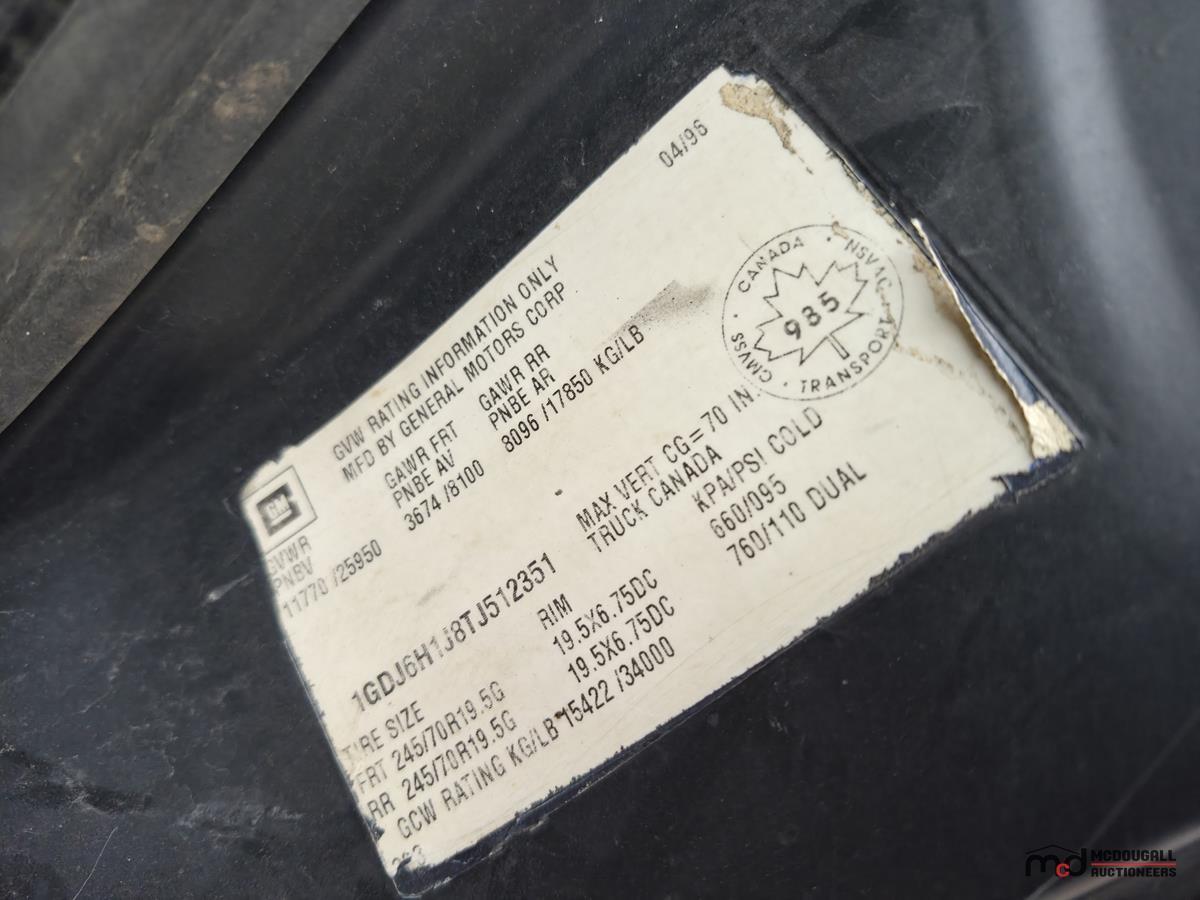 04/96
GVW RATING INFORMATION ONLY
MFD BY GENERAL MOTORS CORP
GM
GVWR GAWR FRT GAWR RR
PNBV PNBE AV PNBE AR
11770 /25950 3674 /8100 8096 /17850 KG/LB
CANADA · NSVAC · TRANSPORT · CMVSS ·
985
1GDJ6H1J8TJ512351 MAX VERT CG= 70 IN.
TRUCK CANADA
TIRE SIZE RIM KPA/PSI COLD
FRT 245/70R19.5G 19.5X6.75DC 660/095
RR 245/70R19.5G 19.5X6.75DC 760/110 DUAL
GCW RATING KG/LB 15422 /34000
mcd MCDOUGALL
AUCTIONEERS